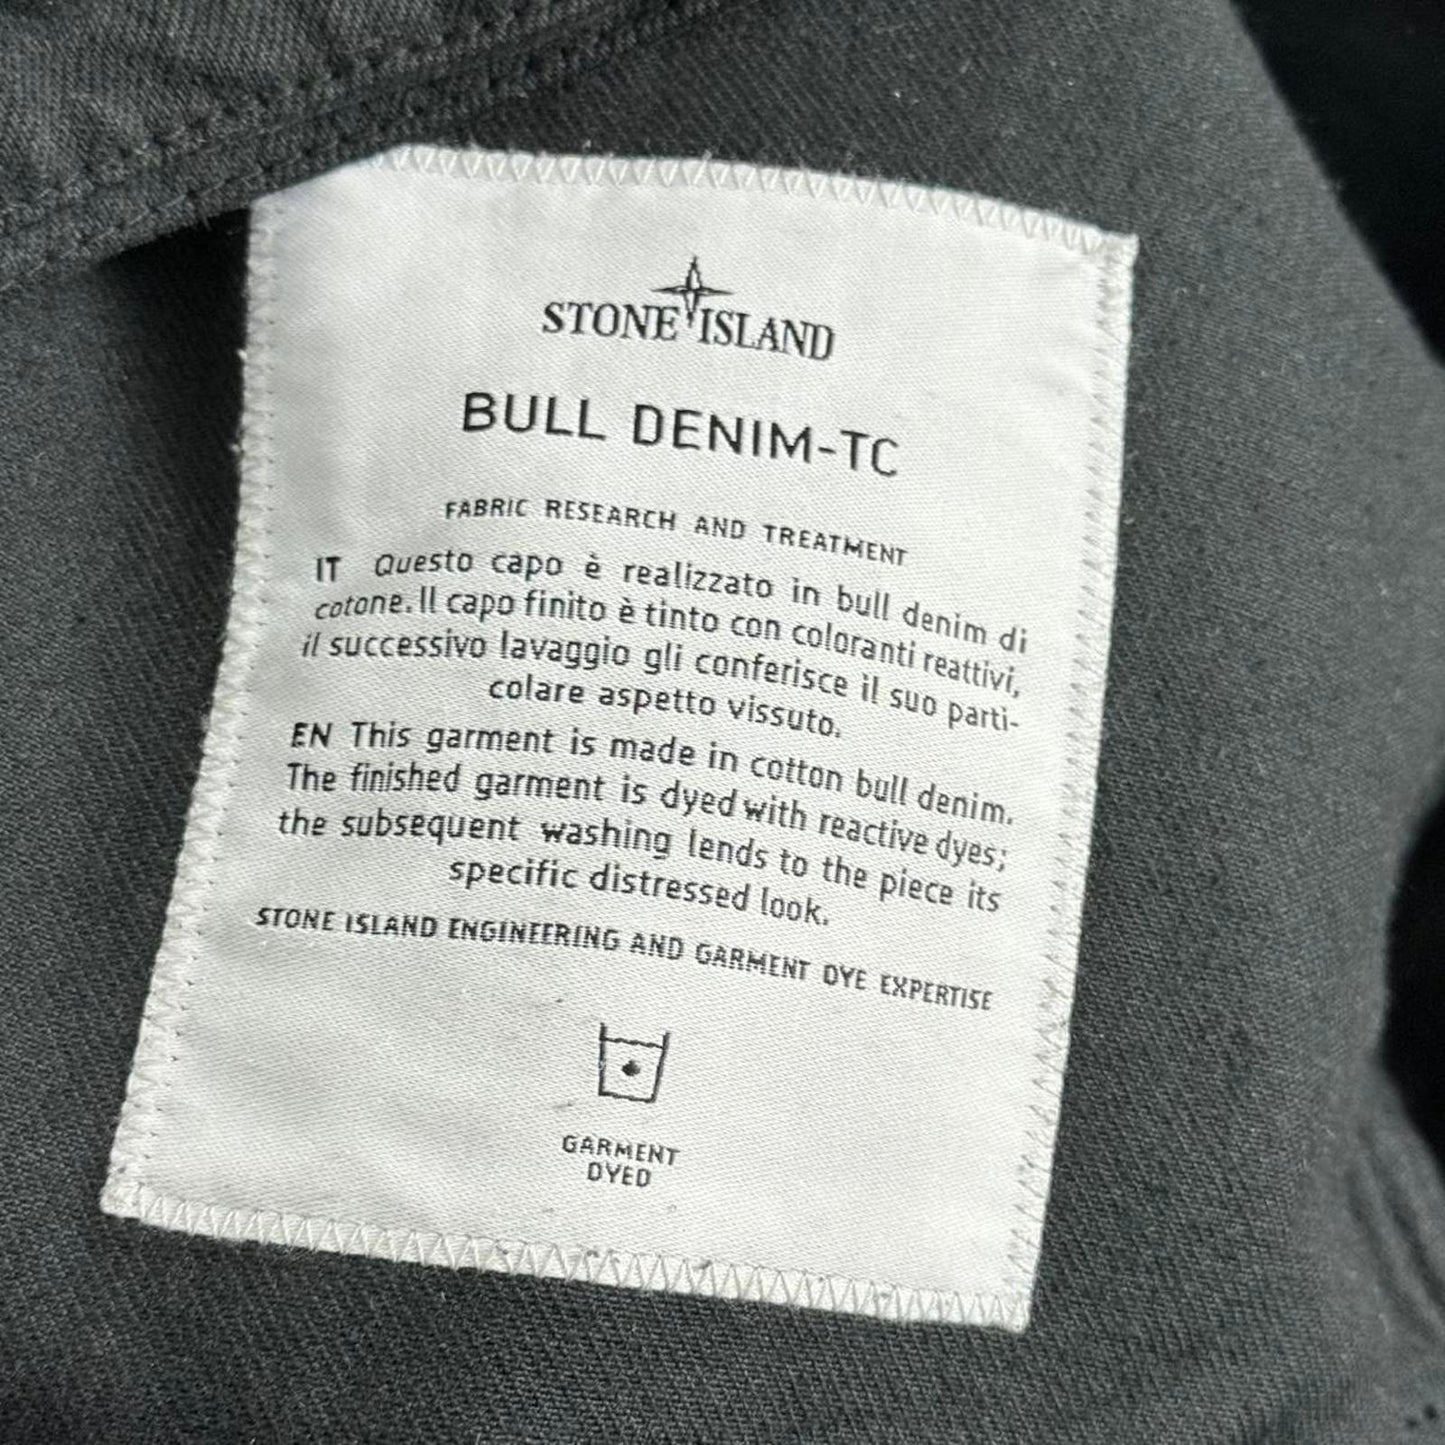 STONE ISLAND
BULL DENIM-TC
FABRIC RESEARCH AND TREATMENT
IT Questo capo è realizzato in bull denim di
cotone. Il capo finito è tinto con coloranti reattivi,
il successivo lavaggio gli conferisce il suo parti-
colare aspetto vissuto.
EN This garment is made in cotton bull denim.
The finished garment is dyed with reactive dyes;
the subsequent washing lends to the piece its
specific distressed look.
STONE ISLAND ENGINEERING AND GARMENT DYE EXPERTISE
GARMENT
DYED